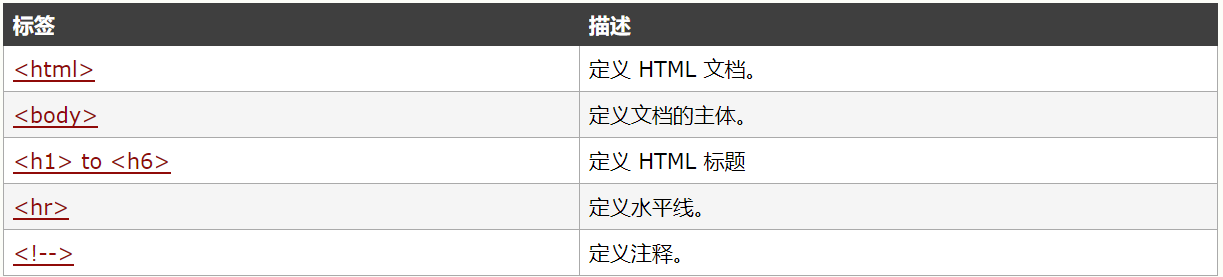 标签 描述
<html> 定义 HTML 文档。
<body> 定义文档的主体。
<h1> to <h6> 定义 HTML 标题
<hr> 定义水平线。
<!--> 定义注释。